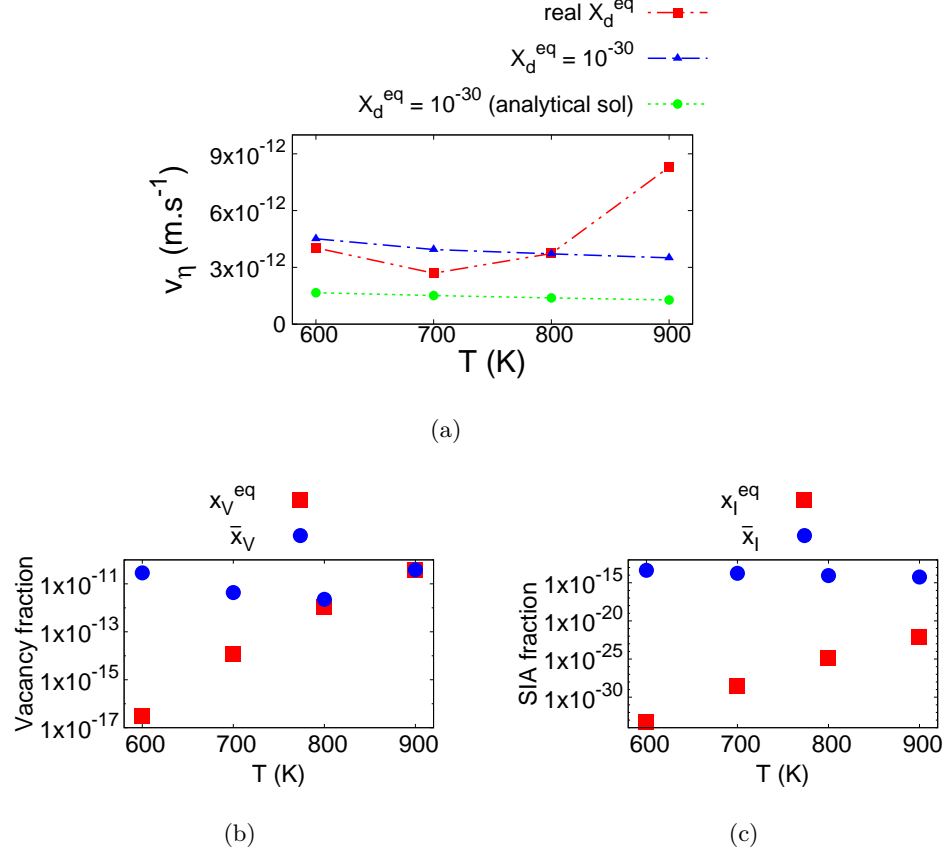 real X_d^eq
X_d^eq = 10^-30
X_d^eq = 10^-30 (analytical sol)
9x10^-12
6x10^-12
3x10^-12
0
v_η (m.s^-1)
600 700 800 900
T (K)
(a)
x_V^eq
x̄_V
1x10^-11
1x10^-13
1x10^-15
1x10^-17
Vacancy fraction
600 700 800 900
T (K)
(b)
x_I^eq
x̄_I
1x10^-15
1x10^-20
1x10^-25
1x10^-30
SIA fraction
600 700 800 900
T (K)
(c)